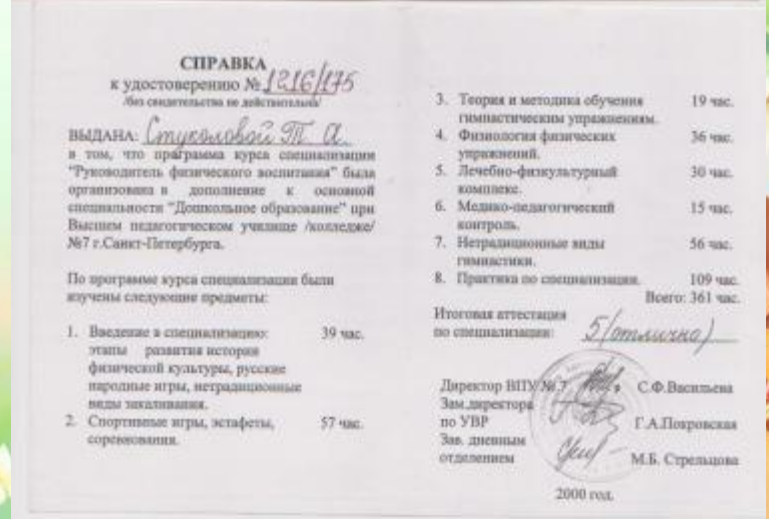 СПРАВКА
к удостоверению № 1216/175
/без свидетельства не действительна/
ВЫДАНА: Стуколовой Т. А.
в том, что праграмма курса специализации
"Руководитель физического воспитания" была
организована в дополнение к основной
специальности "Дошкольное образование" при
Высшем педагогическом училище /колледже/
№7 г.Санкт-Петербурга.
По программе курса специализации были
изучены следующие предметы:
1. Введение в специализацию: 39 час.
этапы развития истории
физической культуры, русские
народные игры, нетрадиционные
виды закаливания.
2. Спортивные игры, эстафеты, 57 час.
соревнования.
3. Теория и методика обучения 19 час.
гимнастическим упражнениям.
4. Физиология физических 36 час.
упражнений.
5. Лечебно-физкультурный 30 час.
комплекс.
6. Медико-педагогический 15 час.
контроль.
7. Нетрадиционные виды 56 час.
гимнастики.
8. Практика по специализации. 109 час.
Всего: 361 час.
Итоговая аттестация
по специализации: 5 (отлично)
Директор ВПУ № 7 С.Ф.Васильева
Зам.директора
по УВР Г.А.Покровская
Зав. дневным
отделением М.Б. Стрельцова
2000 год.